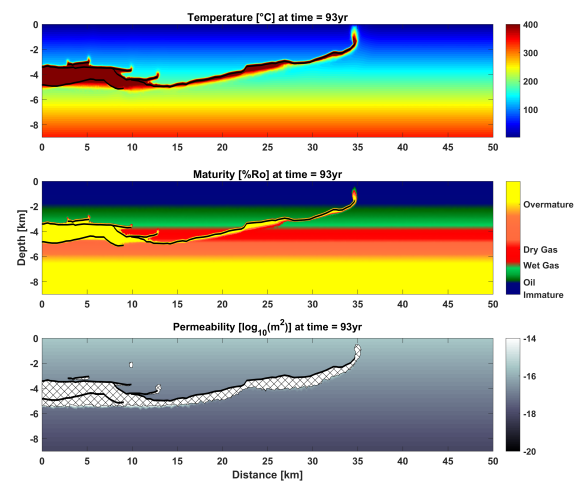 Temperature [°C] at time = 93yr
0
-2
-4
-6
-8
0 5 10 15 20 25 30 35 40 45 50
400
300
200
100
Maturity [%Ro] at time = 93yr
0
-2
-4
-6
-8
0 5 10 15 20 25 30 35 40 45 50
Depth [km]
Overmature
Dry Gas
Wet Gas
Oil
Immature
Permeability [log10(m2)] at time = 93yr
0
-2
-4
-6
-8
0 5 10 15 20 25 30 35 40 45 50
Distance [km]
-14
-16
-18
-20